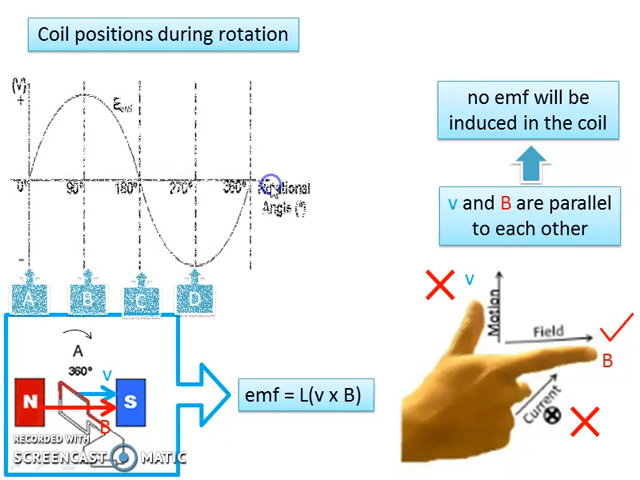 Coil positions during rotation
(V)
+
εemf
0°
90°
180°
270°
360°
Rotational
Angle (°)
-
A
B
C
D
no emf will be
induced in the coil
v and B are parallel
to each other
A
360°
N
v
S
B
RECORDED WITH
SCREENCAST MATIC
emf = L(v x B)
v
Motion
Field
B
Current